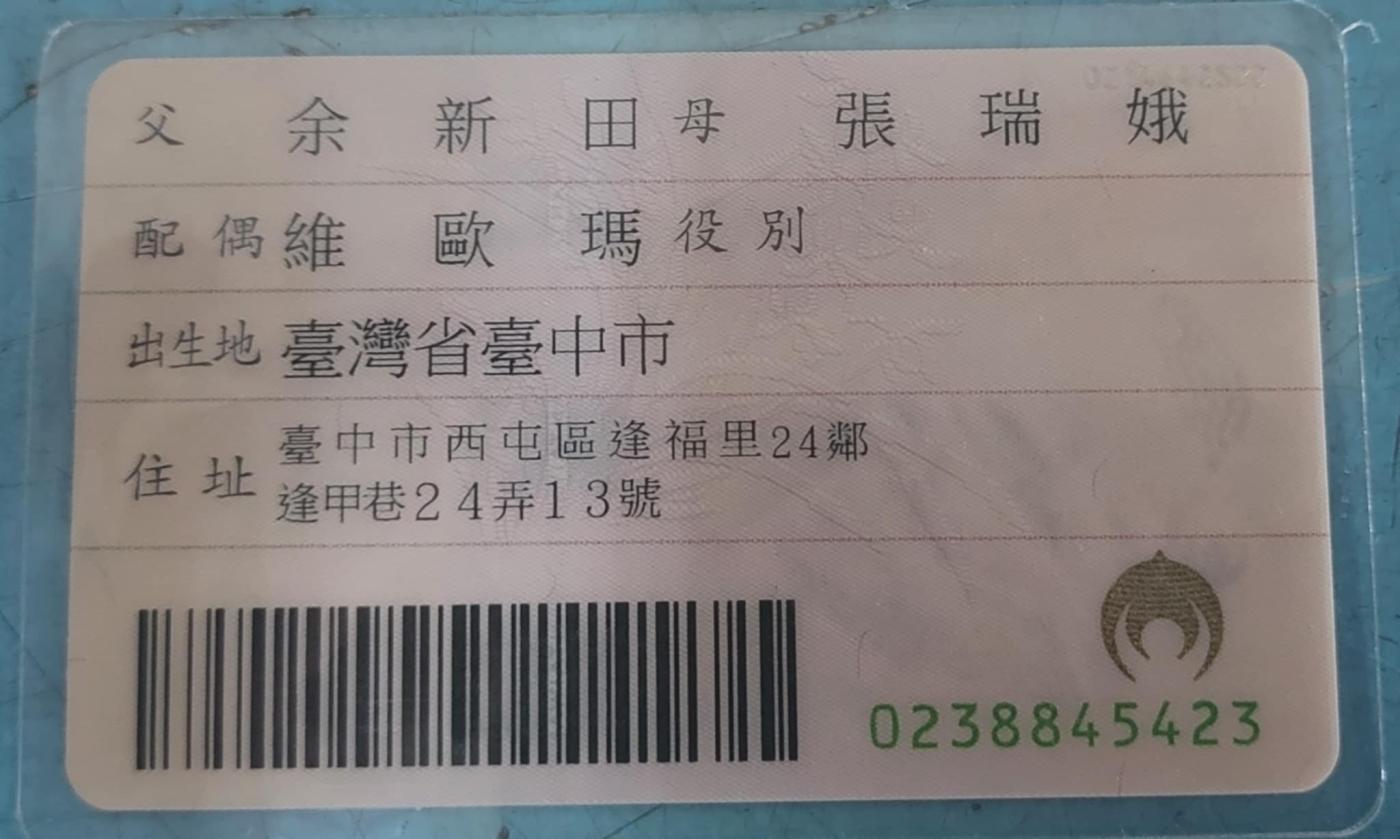 父 余新田 母 張瑞娥
配偶 維歐瑪 役別
出生地 臺灣省臺中市
住址 臺中市西屯區逢福里24鄰
逢甲巷24弄13號
0238845423